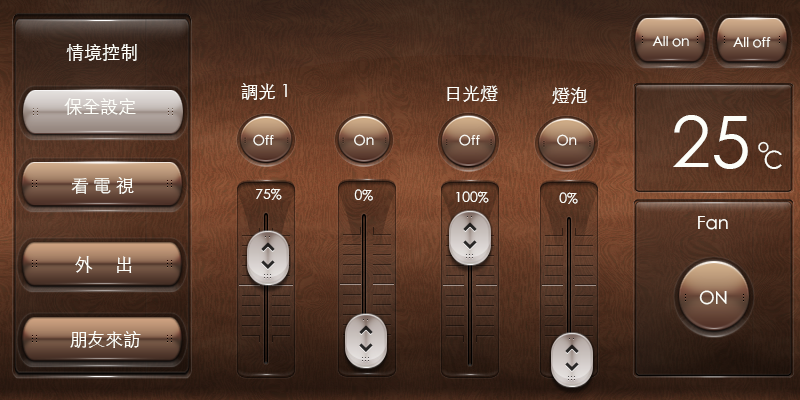 情境控制
保全設定
看電視
外 出
朋友來訪
調光 1
Off
75%
On
0%
日光燈
Off
100%
燈泡
On
0%
All on
All off
25℃
Fan
ON